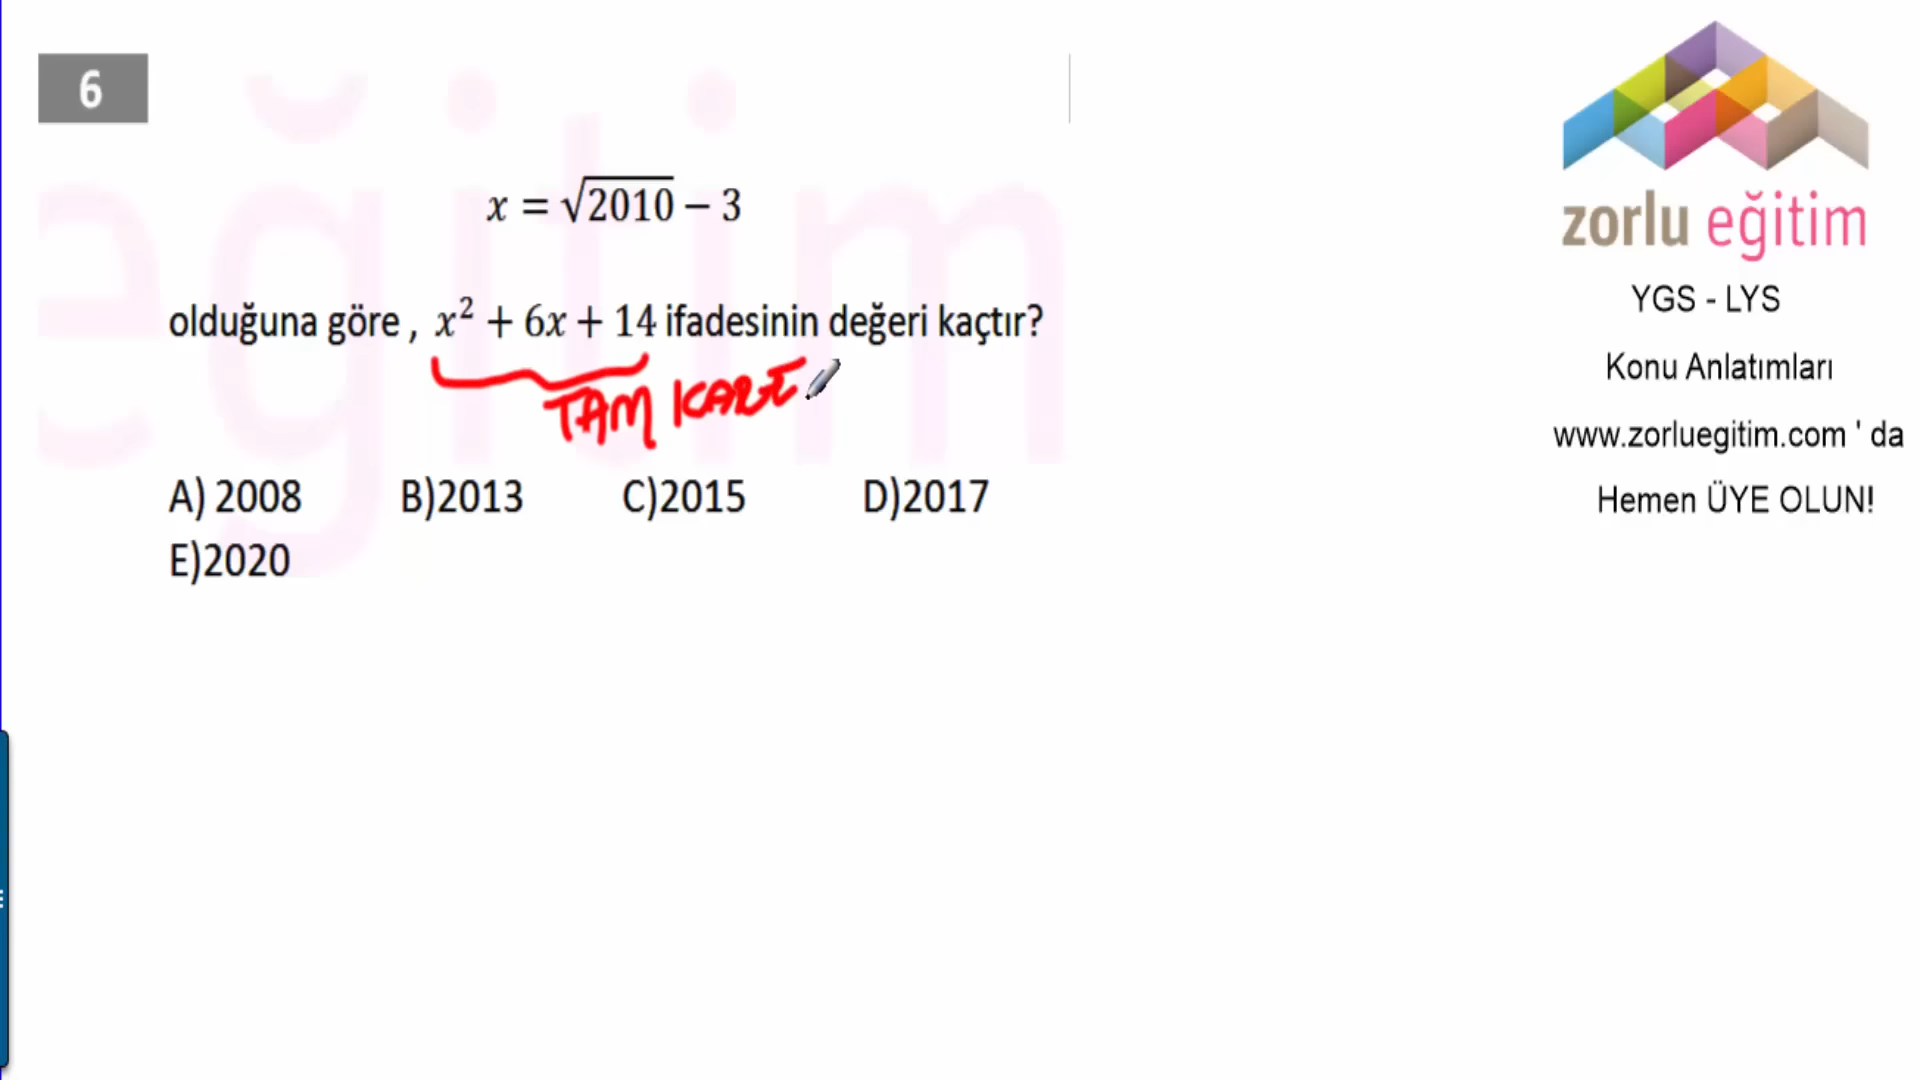 6
x = √2010 − 3
olduğuna göre , x² + 6x + 14 ifadesinin değeri kaçtır?
TAM KARE
A) 2008 B)2013 C)2015 D)2017
E)2020
eğitim
zorlu eğitim
YGS - LYS
Konu Anlatımları
www.zorluegitim.com ' da
Hemen ÜYE OLUN!